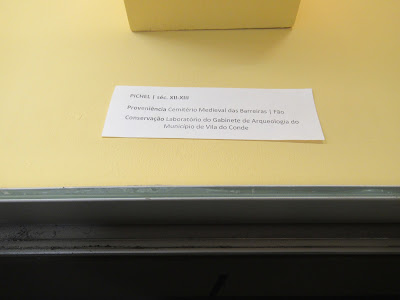 PICHEL | séc. XII-XIII
Proveniência Cemitério Medieval das Barreiras | Fão
Conservação Laboratório do Gabinete de Arqueologia do
Município de Vila do Conde